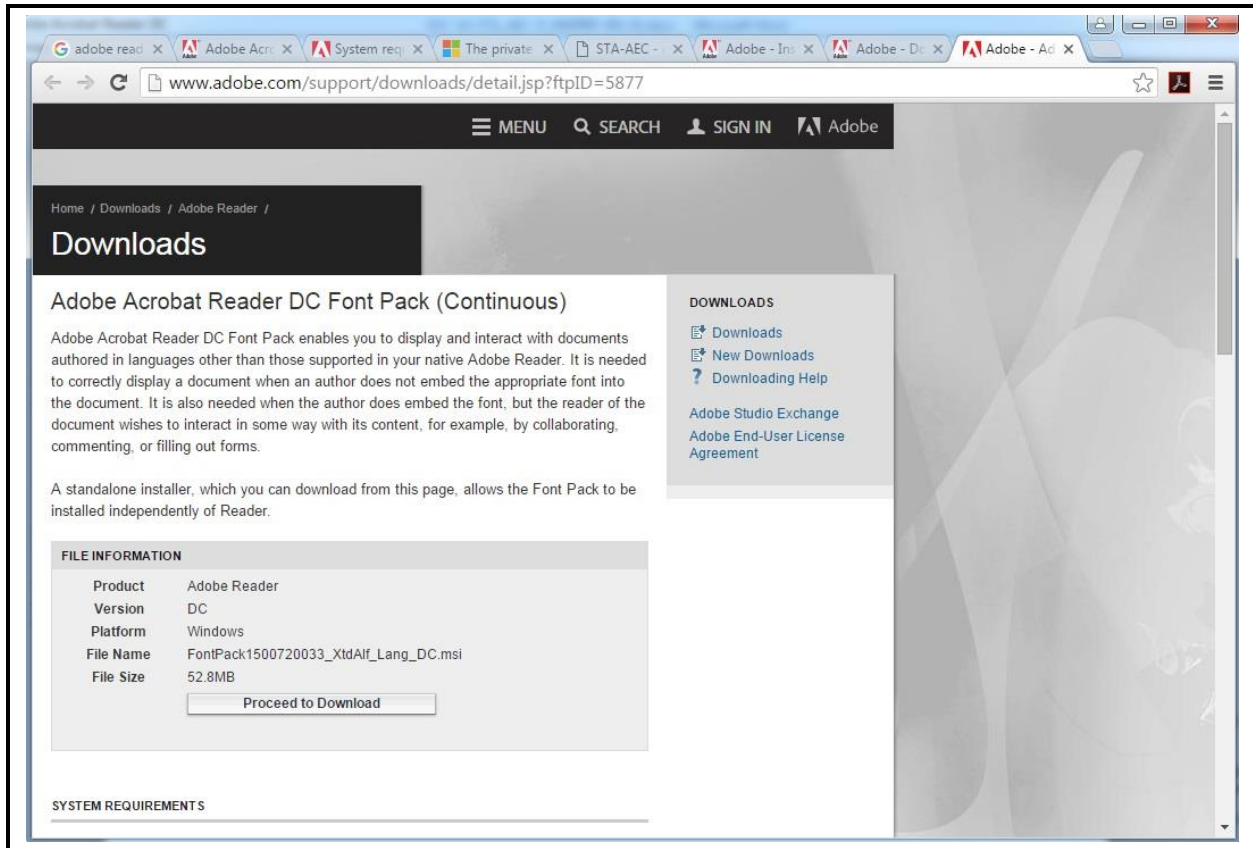 adobe read
Adobe Acro
System requ
The private
STA-AEC -
Adobe - Ins
Adobe - Do
Adobe - Ad
www.adobe.com/support/downloads/detail.jsp?ftpID=5877
MENU SEARCH SIGN IN Adobe
Home / Downloads / Adobe Reader /
Downloads
Adobe Acrobat Reader DC Font Pack (Continuous)
Adobe Acrobat Reader DC Font Pack enables you to display and interact with documents
authored in languages other than those supported in your native Adobe Reader. It is needed
to correctly display a document when an author does not embed the appropriate font into
the document. It is also needed when the author does embed the font, but the reader of the
document wishes to interact in some way with its content, for example, by collaborating,
commenting, or filling out forms.
A standalone installer, which you can download from this page, allows the Font Pack to be
installed independently of Reader.
FILE INFORMATION
Product Adobe Reader
Version DC
Platform Windows
File Name FontPack1500720033_XtdAlf_Lang_DC.msi
File Size 52.8MB
Proceed to Download
SYSTEM REQUIREMENTS
DOWNLOADS
Downloads
New Downloads
? Downloading Help
Adobe Studio Exchange
Adobe End-User License
Agreement